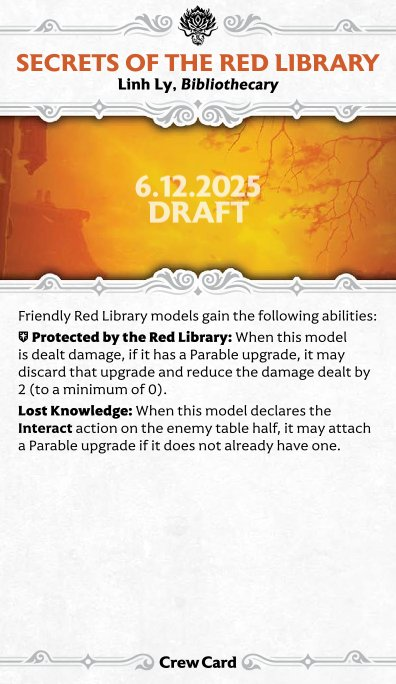 SECRETS OF THE RED LIBRARY
Linh Ly, Bibliothecary
6.12.2025
DRAFT
Friendly Red Library models gain the following abilities:
Protected by the Red Library: When this model
is dealt damage, if it has a Parable upgrade, it may
discard that upgrade and reduce the damage dealt by
2 (to a minimum of 0).
Lost Knowledge: When this model declares the
Interact action on the enemy table half, it may attach
a Parable upgrade if it does not already have one.
Crew Card